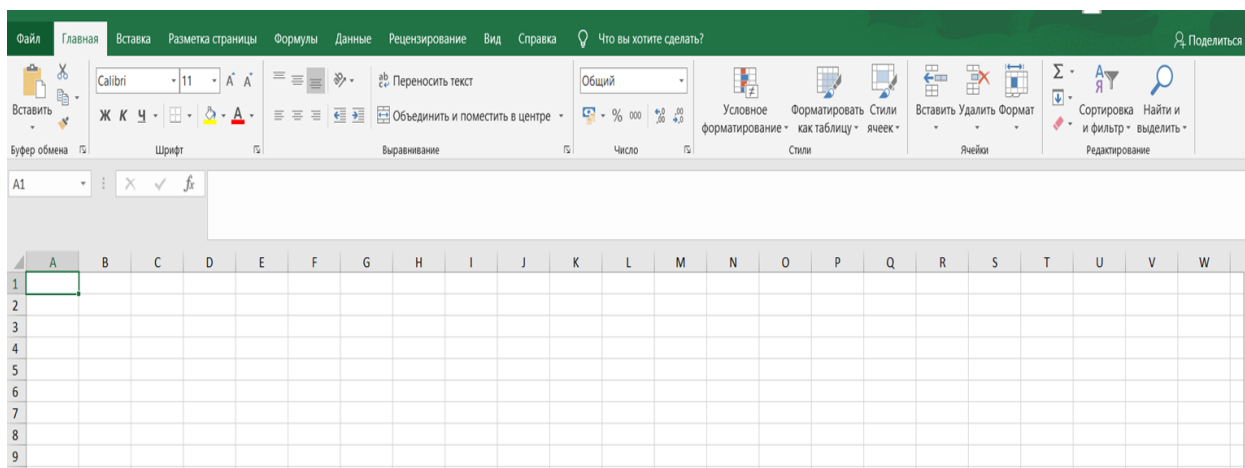 Файл Главная Вставка Разметка страницы Формулы Данные Рецензирование Вид Справка Что вы хотите сделать? Поделиться
Calibri 11 А А Переносить текст Общий
Вставить Ж К Ч А Объединить и поместить в центре % 000 Условное форматирование Форматировать как таблицу Стили ячеек Вставить Удалить Формат Σ Сортировка и фильтр Найти и выделить
Буфер обмена Шрифт Выравнивание Число Стили Ячейки Редактирование
A1 fx
A B C D E F G H I J K L M N O P Q R S T U V W
1
2
3
4
5
6
7
8
9